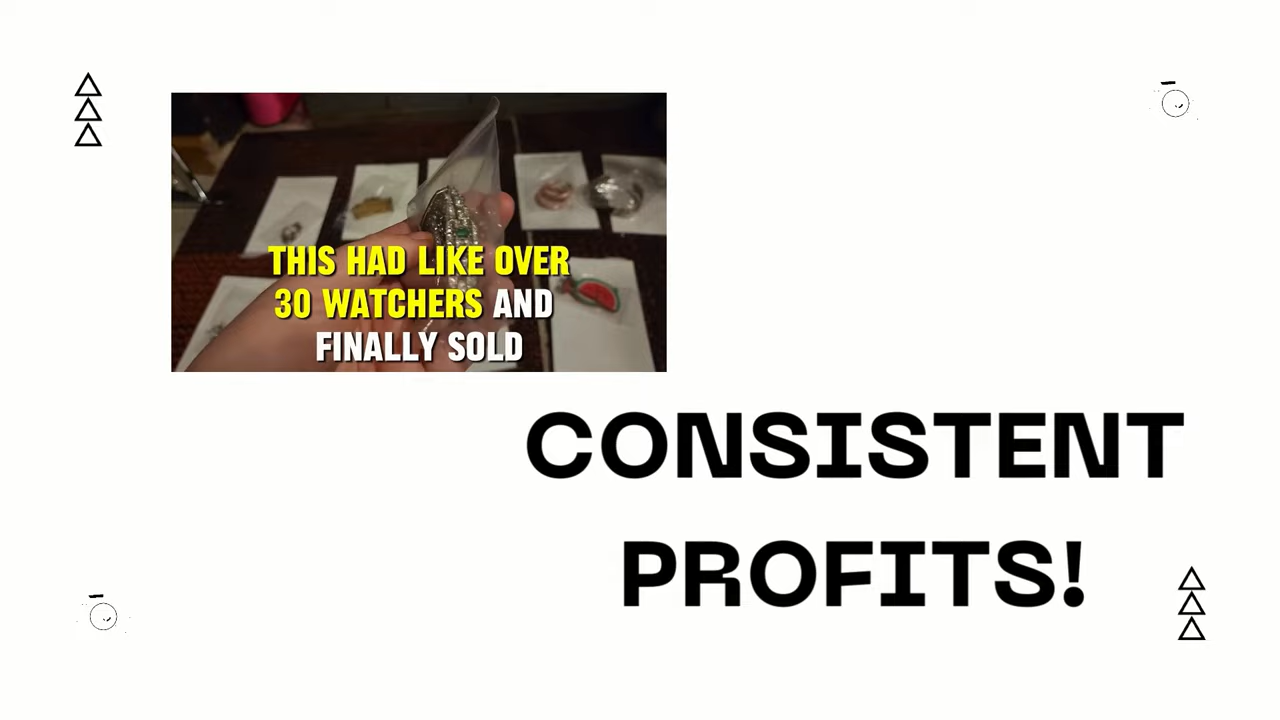 THIS HAD LIKE OVER
30 WATCHERS AND
FINALLY SOLD
CONSISTENT
PROFITS!